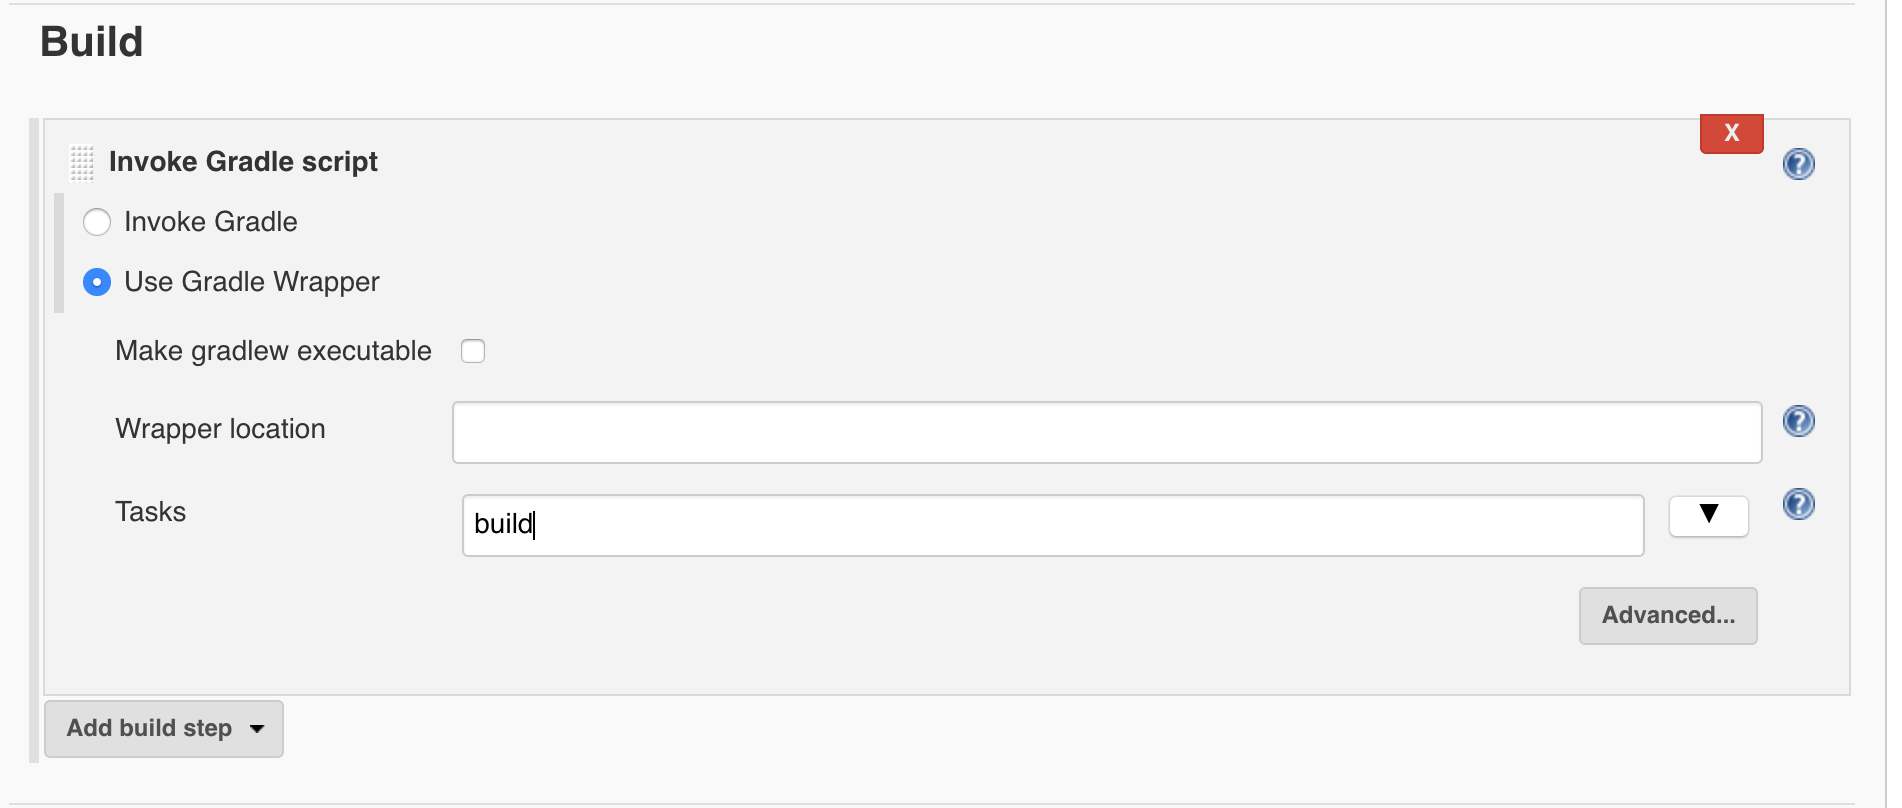 Build
X
Invoke Gradle script
?
Invoke Gradle
Use Gradle Wrapper
Make gradlew executable
Wrapper location
?
Tasks
build
?
Advanced...
Add build step